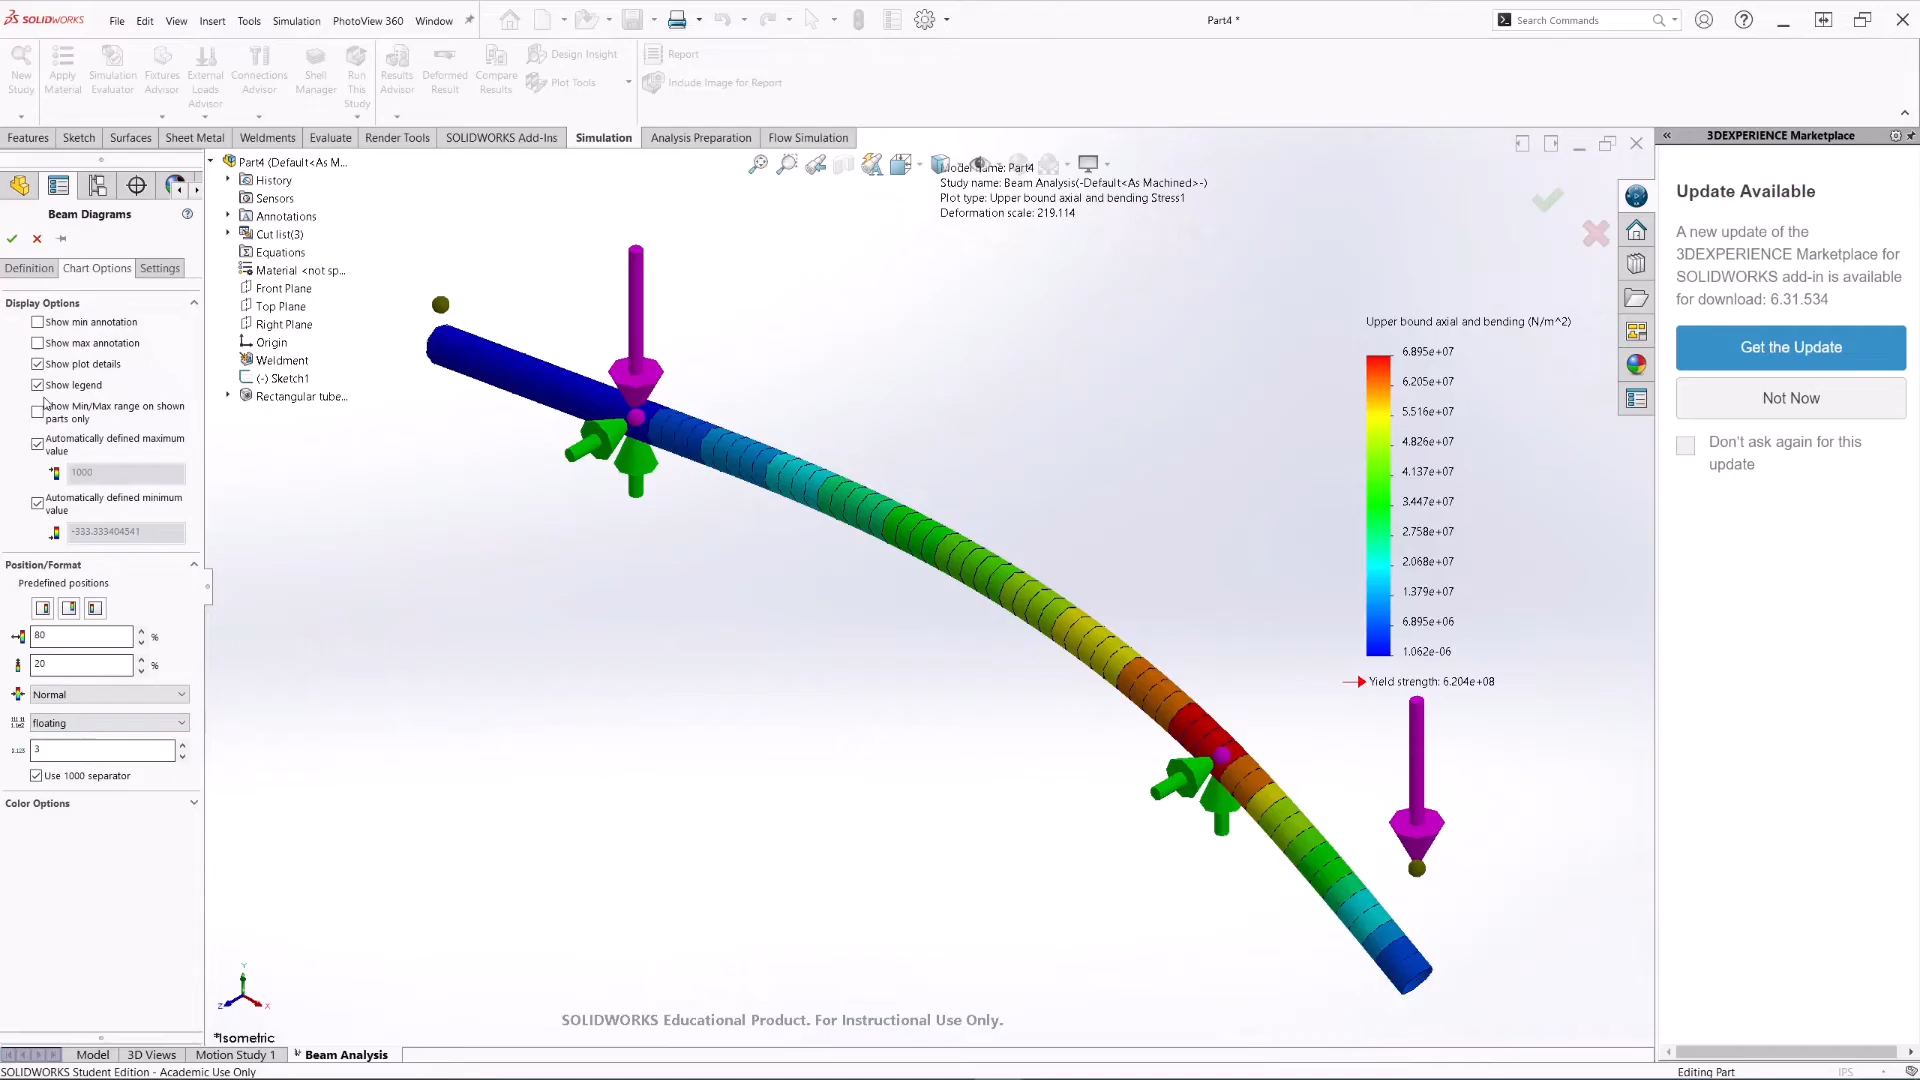 SOLIDWORKS
File Edit View Insert Tools Simulation PhotoView 360 Window
Part4 *
Search Commands
New Study
Apply Material
Simulation Evaluator
Fixtures Advisor
External Loads Advisor
Connections Advisor
Shell Manager
Run This Study
Results Advisor
Deformed Result
Compare Results
Design Insight
Plot Tools
Report
Include Image for Report
Features Sketch Surfaces Sheet Metal Weldments Evaluate Render Tools SOLIDWORKS Add-Ins Simulation Analysis Preparation Flow Simulation
Beam Diagrams
Definition Chart Options Settings
Display Options
Show min annotation
Show max annotation
Show plot details
Show legend
Show Min/Max range on shown
parts only
Automatically defined maximum
value
1000
Automatically defined minimum
value
-333.333404541
Position/Format
Predefined positions
80 %
20 %
Normal
floating
3
Use 1000 separator
Color Options
Part4 (Default<As M...
History
Sensors
Annotations
Cut list(3)
Equations
Material <not sp...
Front Plane
Top Plane
Right Plane
Origin
Weldment
(-) Sketch1
Rectangular tube...
Model name: Part4
Study name: Beam Analysis(-Default<As Machined>-)
Plot type: Upper bound axial and bending Stress1
Deformation scale: 219.114
Upper bound axial and bending (N/m^2)
6.895e+07
6.205e+07
5.516e+07
4.826e+07
4.137e+07
3.447e+07
2.758e+07
2.068e+07
1.379e+07
6.895e+06
1.062e-06
Yield strength: 6.204e+08
Y
Z
X
*Isometric
SOLIDWORKS Educational Product. For Instructional Use Only.
3DEXPERIENCE Marketplace
Update Available
A new update of the
3DEXPERIENCE Marketplace for
SOLIDWORKS add-in is available
for download: 6.31.534
Get the Update
Not Now
Don't ask again for this
update
Model 3D Views Motion Study 1 Beam Analysis
SOLIDWORKS Student Edition - Academic Use Only
Editing Part
IPS